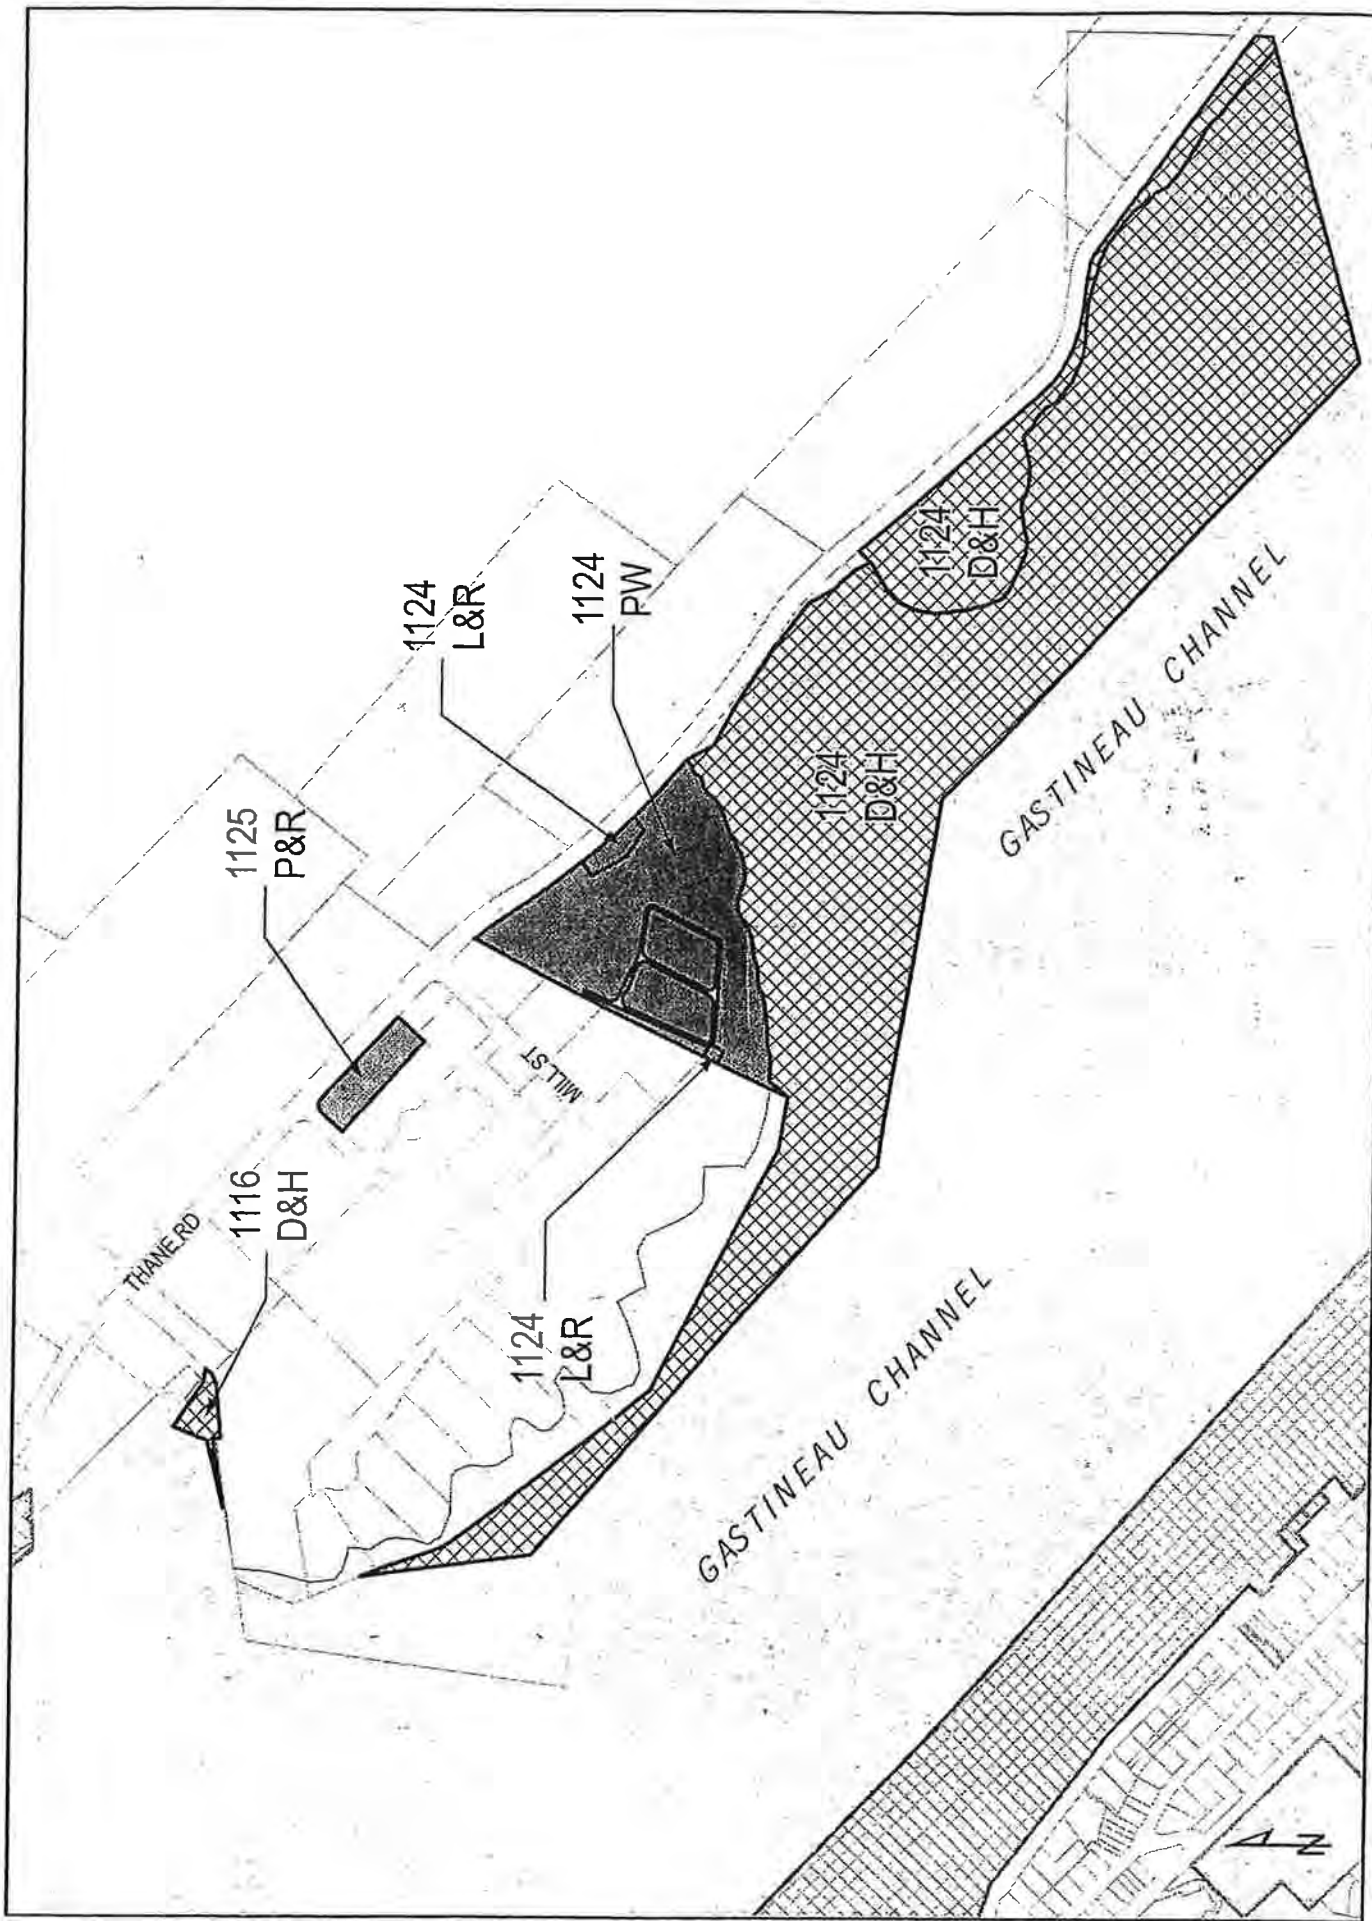 THANE RD
1116
D&H
1125
P&R
1124
L&R
1124
PW
MILL ST
1124
L&R
1124
D&H
1124
D&H
GASTINEAU CHANNEL
GASTINEAU CHANNEL
N